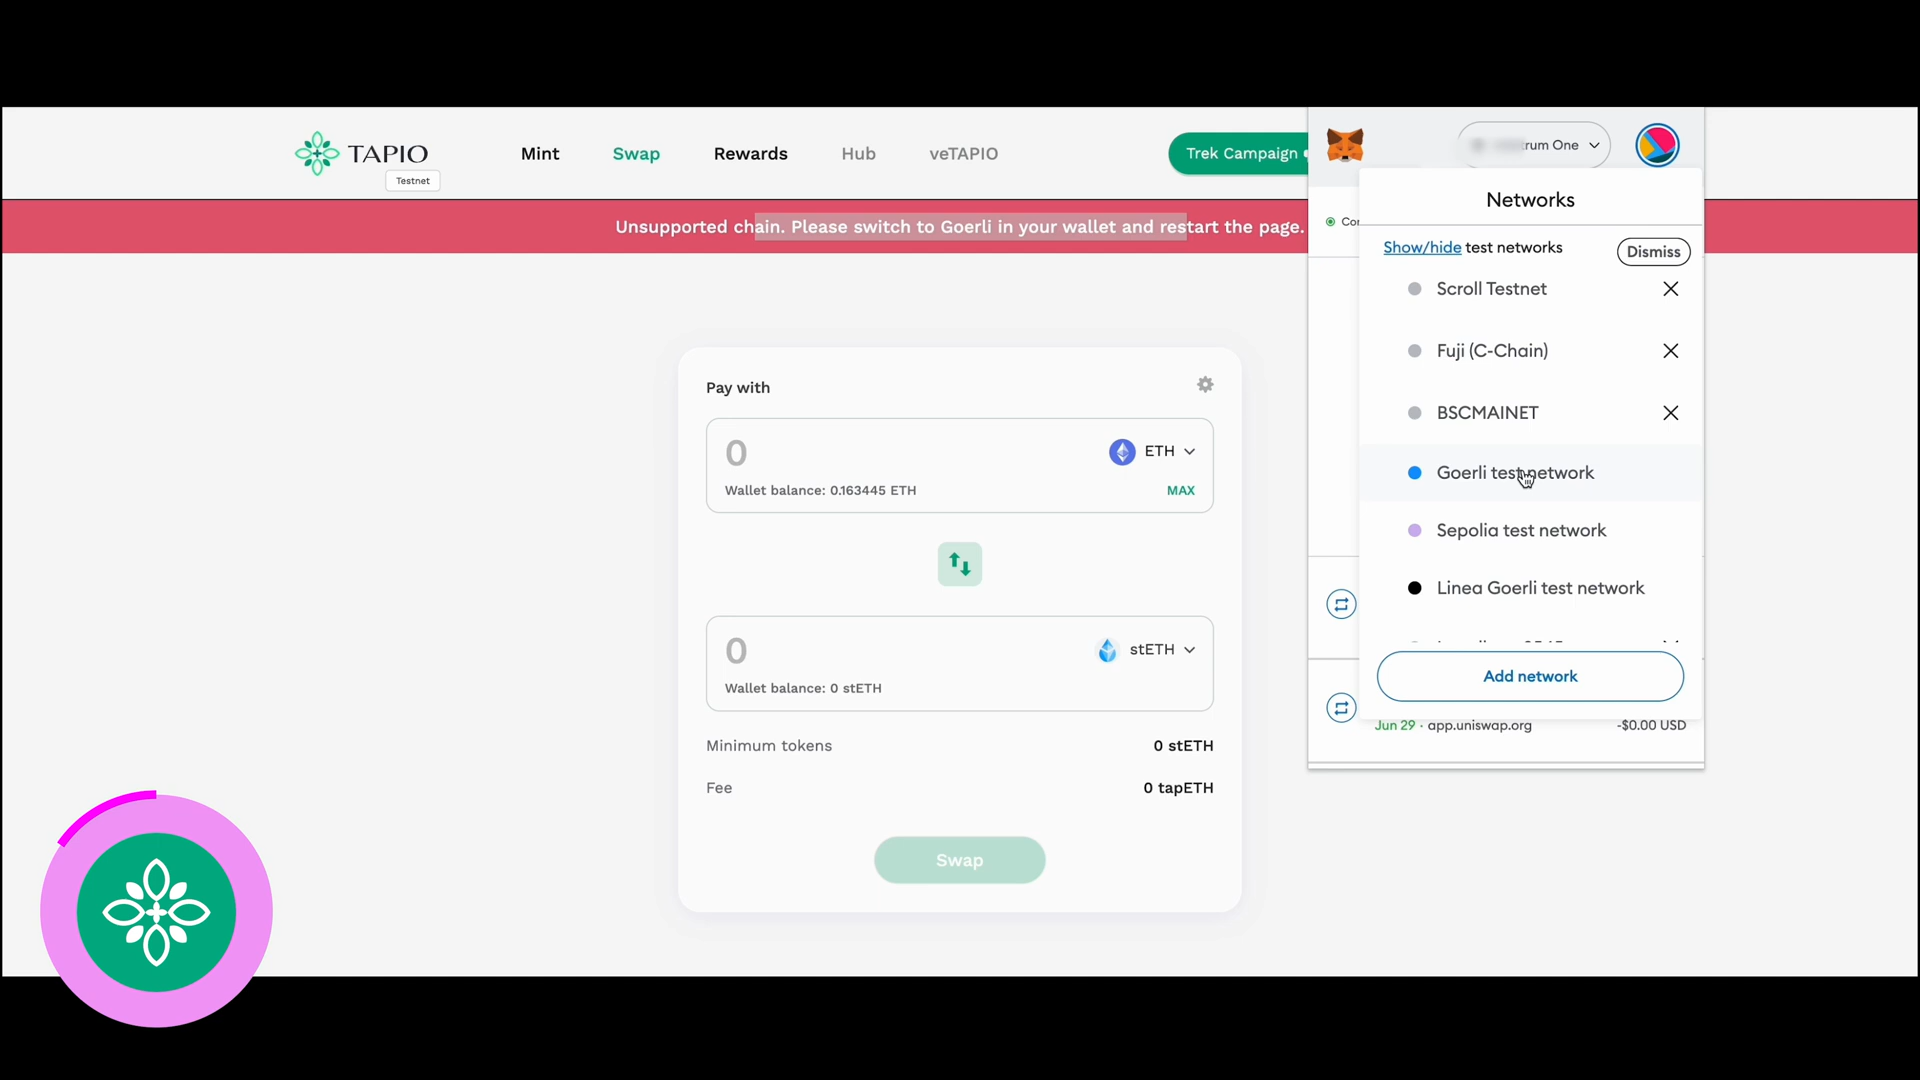 TAPIO
Testnet
Mint
Swap
Rewards
Hub
veTAPIO
Trek Campaign
rum One
Unsupported chain. Please switch to Goerli in your wallet and restart the page.
Networks
Show/hide test networks
Dismiss
Scroll Testnet
Fuji (C-Chain)
BSCMAINET
Goerli test network
Sepolia test network
Linea Goerli test network
Add network
Jun 29 · app.uniswap.org
-$0.00 USD
Pay with
0
ETH
Wallet balance: 0.163445 ETH
MAX
0
stETH
Wallet balance: 0 stETH
Minimum tokens
0 stETH
Fee
0 tapETH
Swap